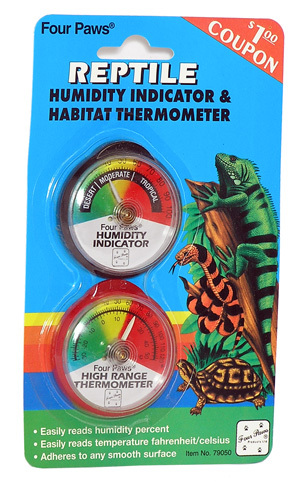 Four Paws®
$1.00
COUPON
REPTILE
HUMIDITY INDICATOR &
HABITAT THERMOMETER
DESERT MODERATE TROPICAL
Four Paws®
HUMIDITY
INDICATOR
Four Paws®
HIGH RANGE
THERMOMETER
• Easily reads humidity percent
• Easily reads temperature fahrenheit/celsius
• Adheres to any smooth surface
Item No. 79050
Four Paws